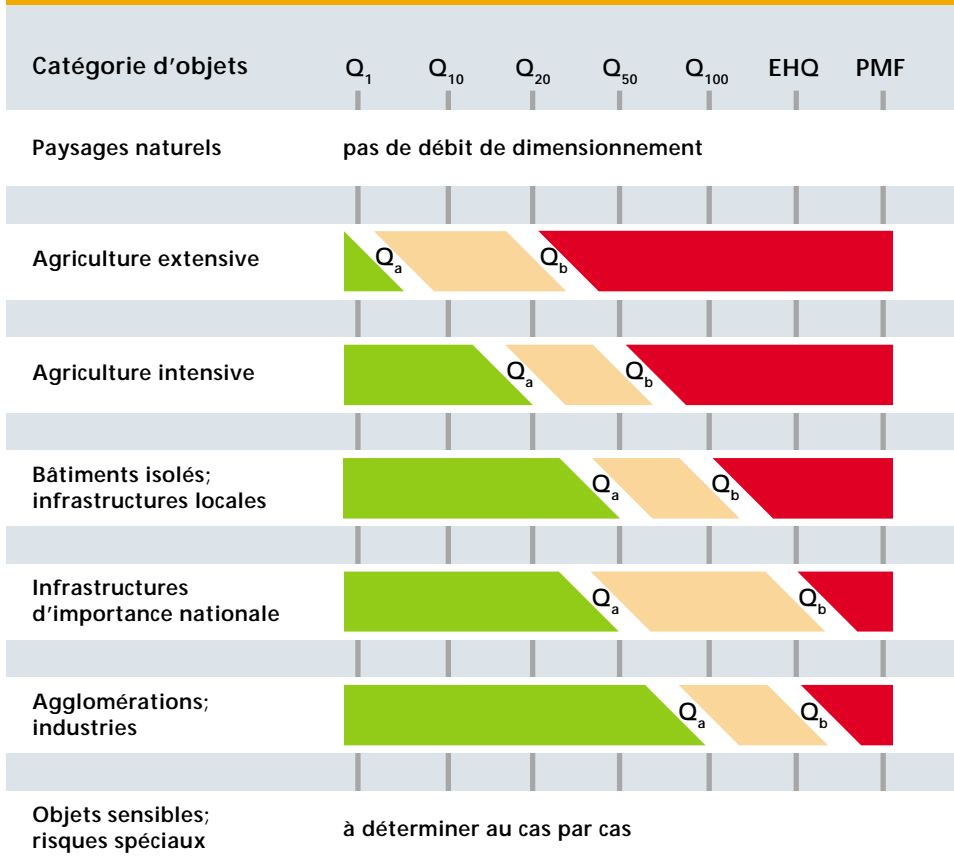 Catégorie d'objets Q1 Q10 Q20 Q50 Q100 EHQ PMF
Paysages naturels pas de débit de dimensionnement
Agriculture extensive Qa Qb
Agriculture intensive Qa Qb
Bâtiments isolés;
infrastructures locales Qa Qb
Infrastructures
d'importance nationale Qa Qb
Agglomérations;
industries Qa Qb
Objets sensibles;
risques spéciaux à déterminer au cas par cas